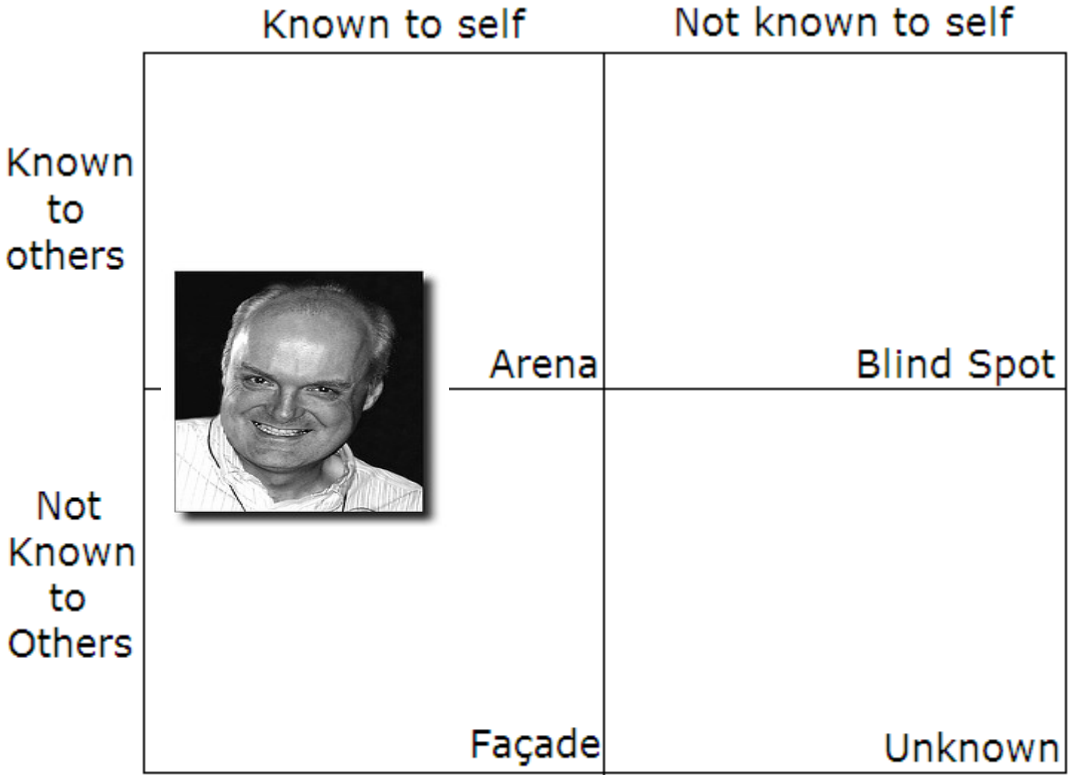 Known to self
Not known to self
Known
to
others
Arena
Blind Spot
Not
Known
to
Others
Façade
Unknown